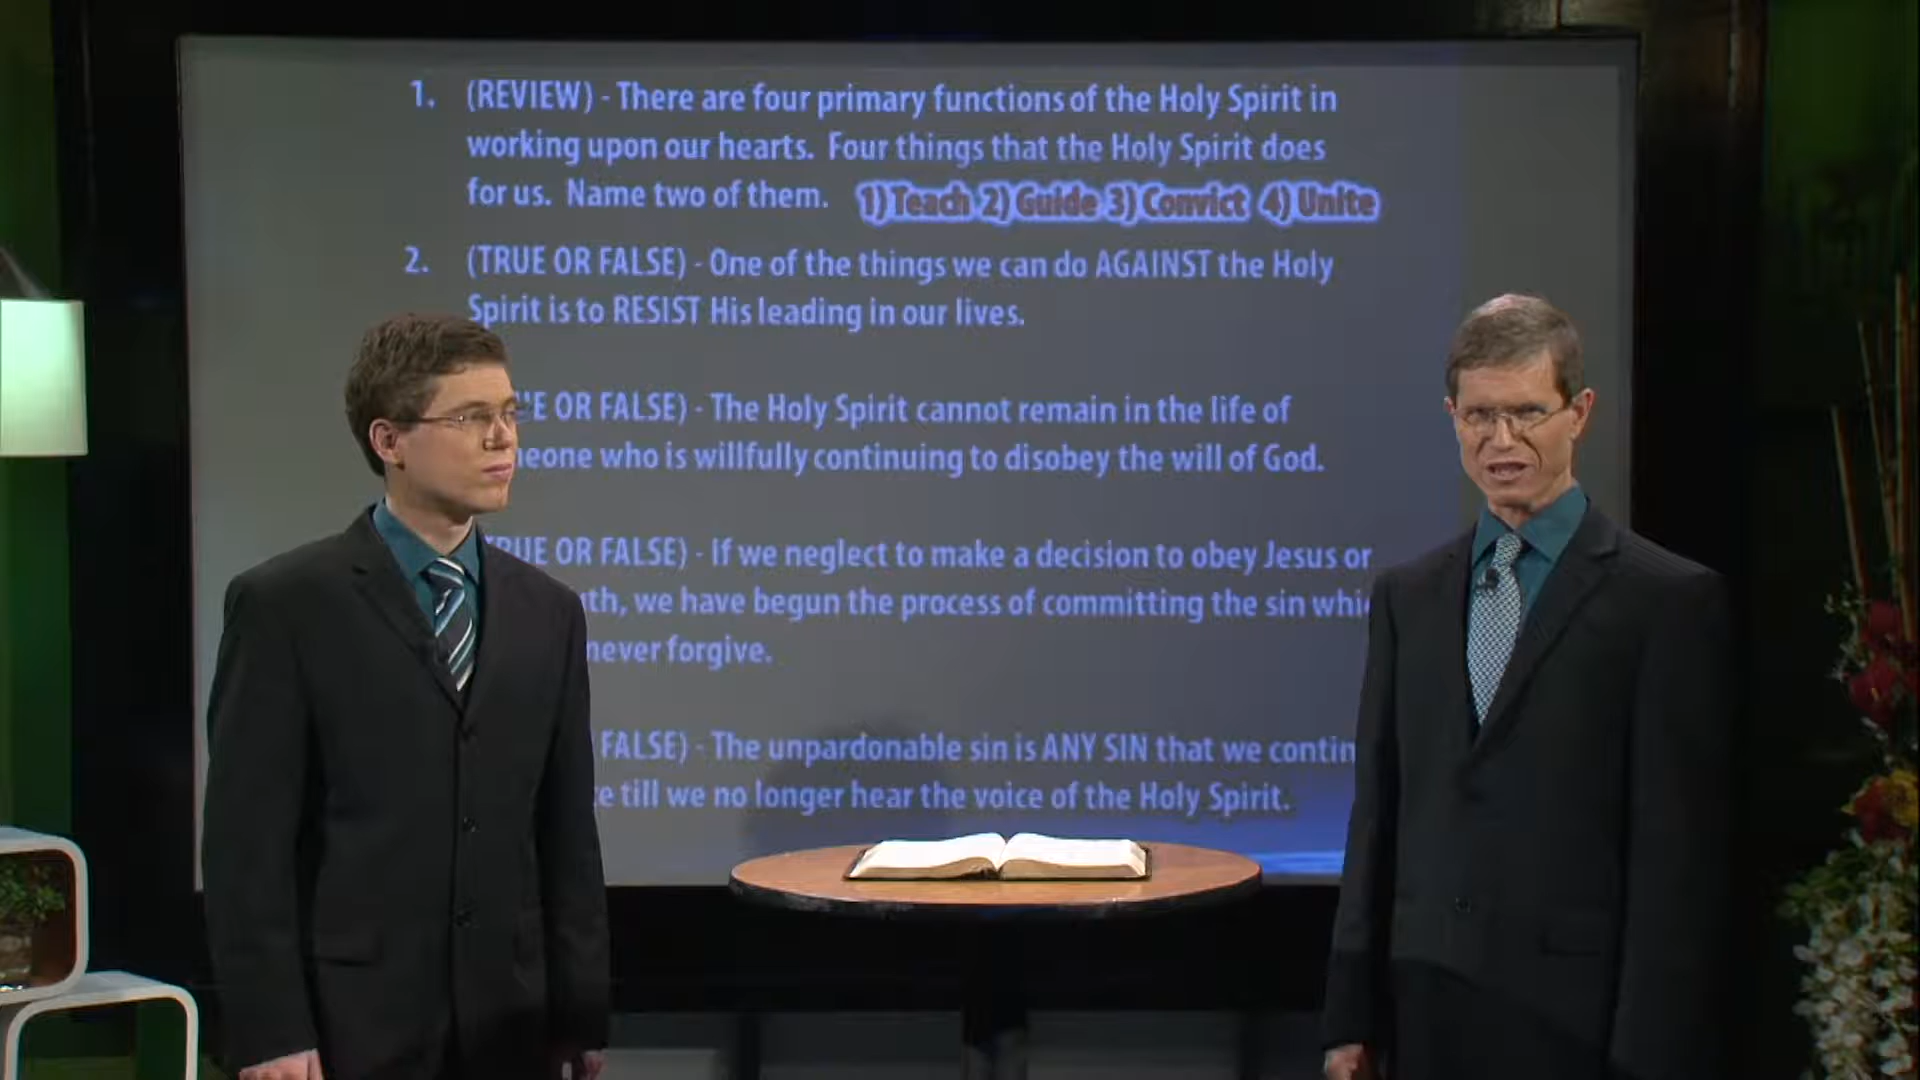 1. (REVIEW) - There are four primary functions of the Holy Spirit in
working upon our hearts. Four things that the Holy Spirit does
for us. Name two of them. 1) Teach 2) Guide 3) Convict 4) Unite
2. (TRUE OR FALSE) - One of the things we can do AGAINST the Holy
Spirit is to RESIST His leading in our lives.
OR FALSE) - The Holy Spirit cannot remain in the life of
who is willfully continuing to disobey the will of God.
OR FALSE) - If we neglect to make a decision to obey Jesus or
we have begun the process of committing the sin
never forgive.
FALSE) - The unpardonable sin is ANY SIN that we
till we no longer hear the voice of the Holy Spirit.